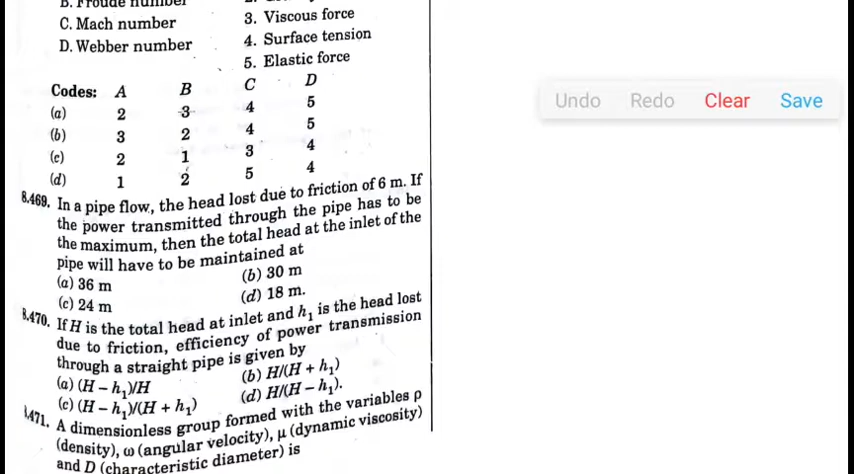 B. Froude number
C. Mach number
3. Viscous force
D. Webber number
4. Surface tension
5. Elastic force
Codes: A B C D
(a) 2 3 4 5
(b) 3 2 4 5
(c) 2 1 3 4
(d) 1 2 5 4
8.469. In a pipe flow, the head lost due to friction of 6 m. If
the power transmitted through the pipe has to be
the maximum, then the total head at the inlet of the
pipe will have to be maintained at
(a) 36 m (b) 30 m
(c) 24 m (d) 18 m.
8.470. If H is the total head at inlet and h₁ is the head lost
due to friction, efficiency of power transmission
through a straight pipe is given by
(a) (H – h₁)/H (b) H/(H + h₁)
(c) (H – h₁)/(H + h₁) (d) H/(H – h₁).
8.471. A dimensionless group formed with the variables ρ
(density), ω (angular velocity), μ (dynamic viscosity)
and D (characteristic diameter) is
Undo Redo Clear Save